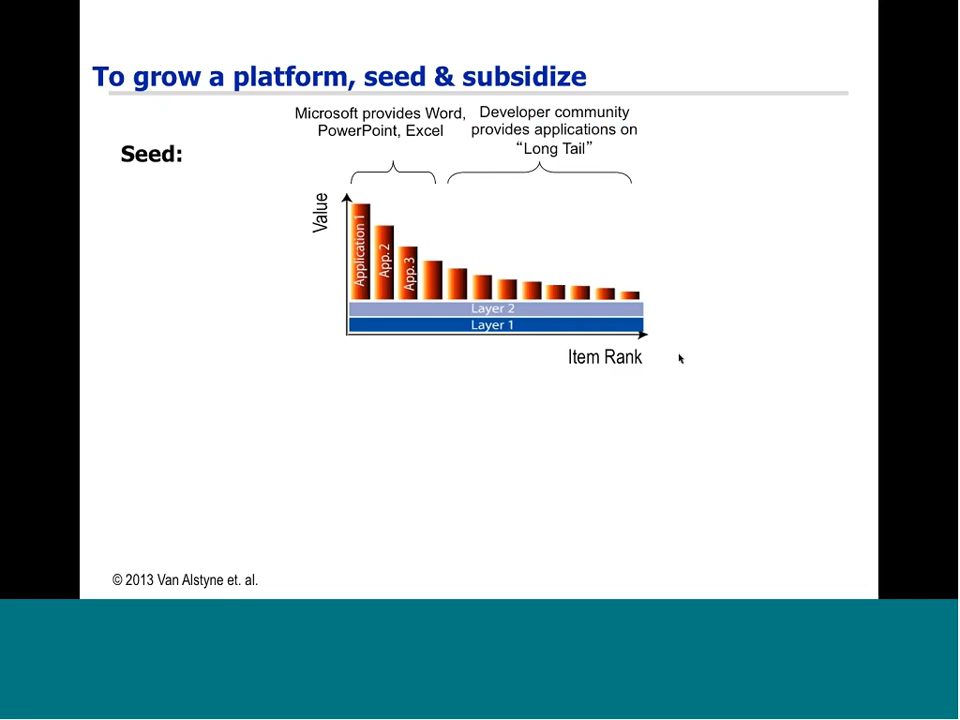 To grow a platform, seed & subsidize
Microsoft provides Word,
PowerPoint, Excel
Developer community
provides applications on
“Long Tail”
Seed:
Value
Application 1
App.2
App.3
Layer 2
Layer 1
Item Rank
© 2013 Van Alstyne et. al.